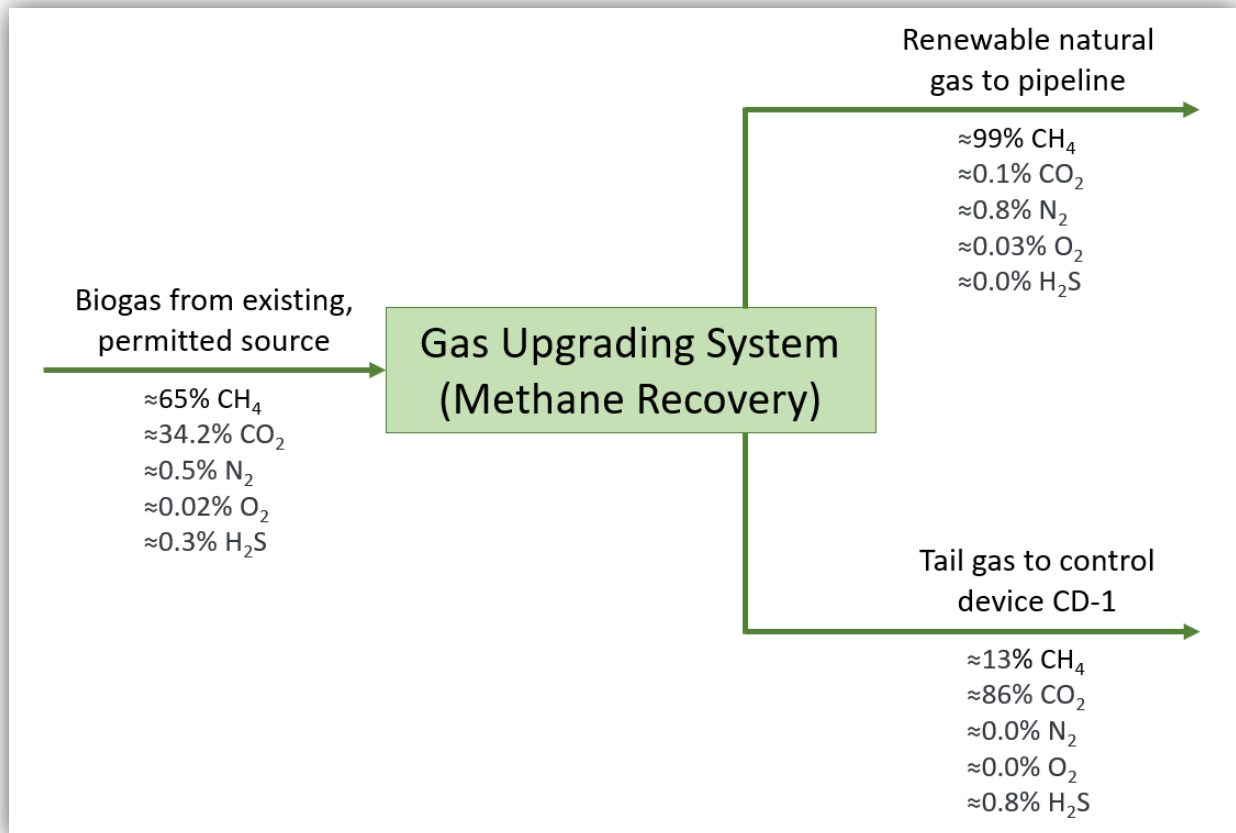 Biogas from existing,
permitted source
≈65% CH₄
≈34.2% CO₂
≈0.5% N₂
≈0.02% O₂
≈0.3% H₂S
Gas Upgrading System
(Methane Recovery)
Renewable natural
gas to pipeline
≈99% CH₄
≈0.1% CO₂
≈0.8% N₂
≈0.03% O₂
≈0.0% H₂S
Tail gas to control
device CD-1
≈13% CH₄
≈86% CO₂
≈0.0% N₂
≈0.0% O₂
≈0.8% H₂S